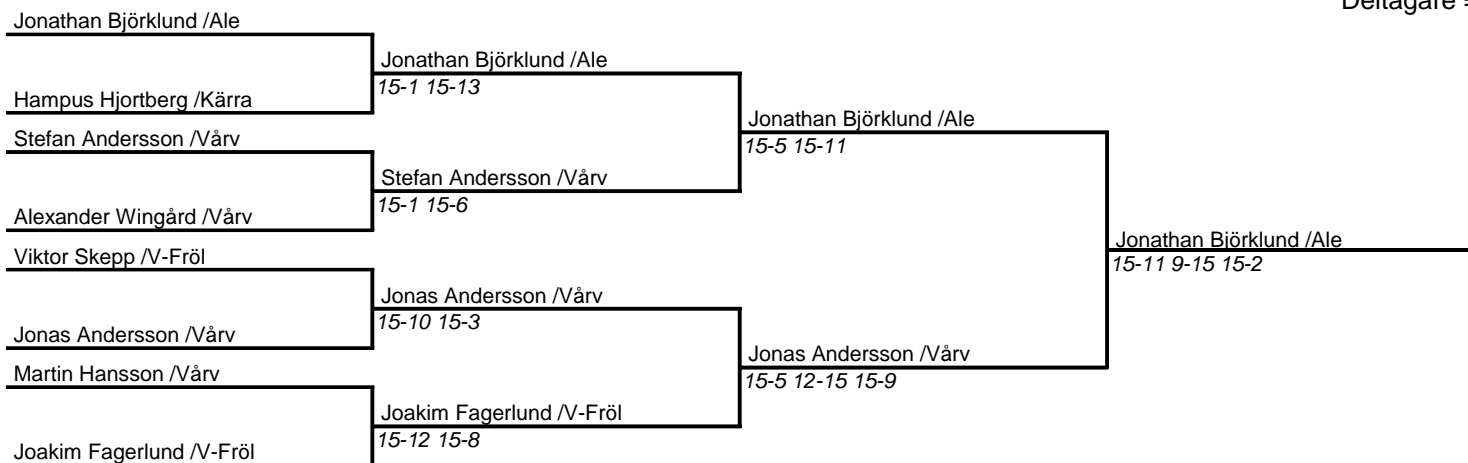 Deltagare =
Jonathan Björklund /Ale
Jonathan Björklund /Ale
15-1 15-13
Hampus Hjortberg /Kärra
Jonathan Björklund /Ale
15-5 15-11
Stefan Andersson /Vårv
Stefan Andersson /Vårv
15-1 15-6
Alexander Wingård /Vårv
Jonathan Björklund /Ale
15-11 9-15 15-2
Viktor Skepp /V-Fröl
Jonas Andersson /Vårv
15-10 15-3
Jonas Andersson /Vårv
Jonas Andersson /Vårv
15-5 12-15 15-9
Martin Hansson /Vårv
Joakim Fagerlund /V-Fröl
15-12 15-8
Joakim Fagerlund /V-Fröl